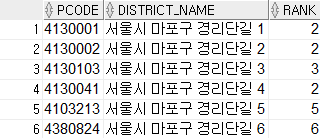 PCODE DISTRICT_NAME RANK
1 4130001 서울시 마포구 경리단길 1 2
2 4130002 서울시 마포구 경리단길 2 2
3 4130103 서울시 마포구 경리단길 3 3
4 4130041 서울시 마포구 경리단길 4 2
5 4103213 서울시 마포구 경리단길 5 5
6 4380824 서울시 마포구 경리단길 6 6